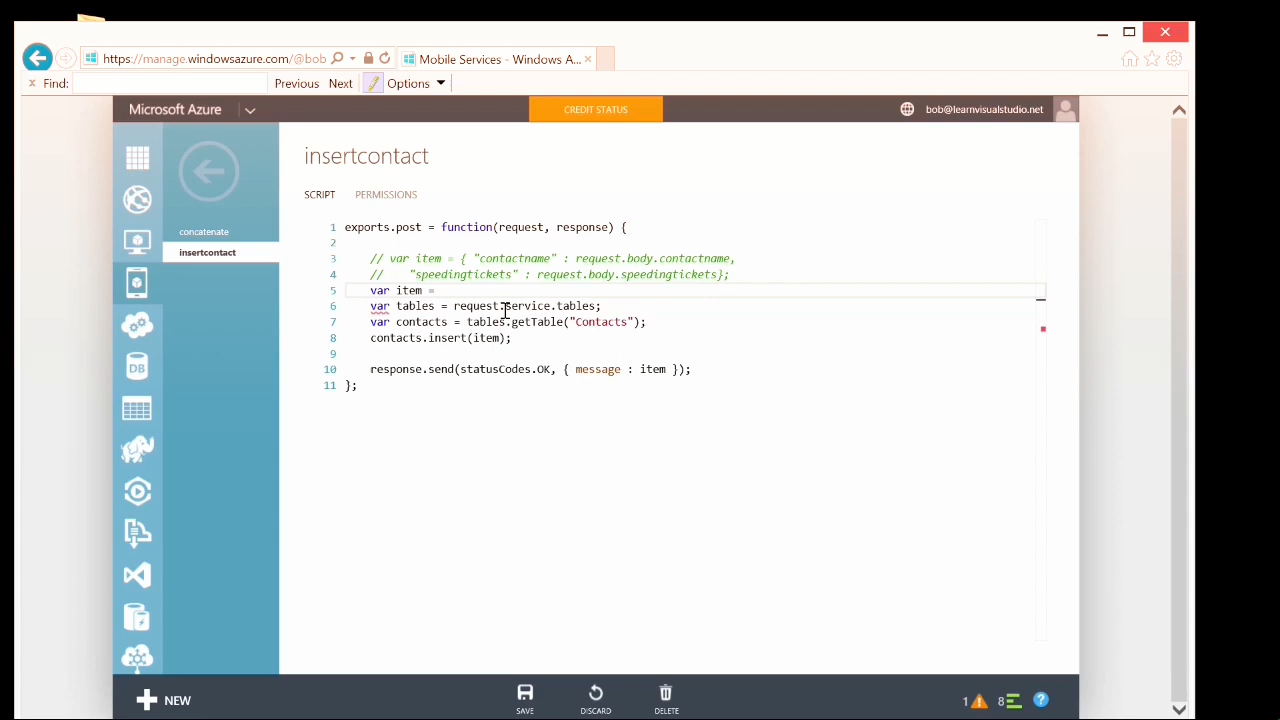 https://manage.windowsazure.com/@bob
Mobile Services - Windows A...
Find:
Previous Next Options
Microsoft Azure
CREDIT STATUS
bob@learnvisualstudio.net
insertcontact
SCRIPT PERMISSIONS
concatenate
insertcontact
1 exports.post = function(request, response) {
2
3 // var item = { "contactname" : request.body.contactname,
4 // "speedingtickets" : request.body.speedingtickets};
5 var item =
6 var tables = request.service.tables;
7 var contacts = tables.getTable("Contacts");
8 contacts.insert(item);
9
10 response.send(statusCodes.OK, { message : item });
11 };
DB
NEW
SAVE
DISCARD
DELETE
1
8
?